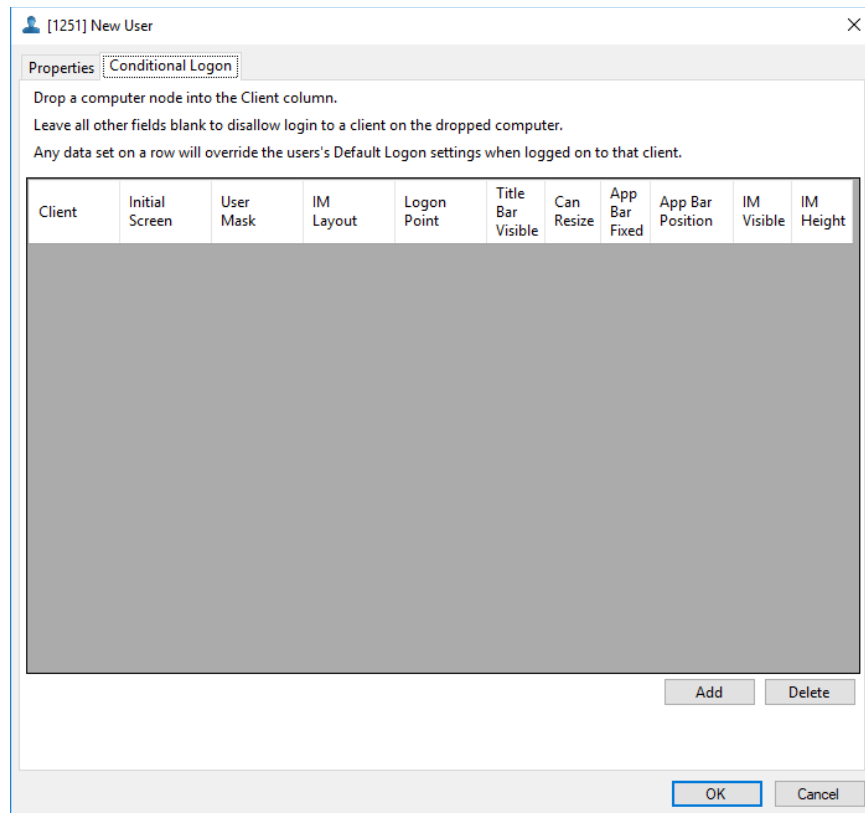 [1251] New User
Properties
Conditional Logon
Drop a computer node into the Client column.
Leave all other fields blank to disallow login to a client on the dropped computer.
Any data set on a row will override the users's Default Logon settings when logged on to that client.
Client
Initial
Screen
User
Mask
IM
Layout
Logon
Point
Title
Bar
Visible
Can
Resize
App
Bar
Fixed
App Bar
Position
IM
Visible
IM
Height
Add
Delete
OK
Cancel